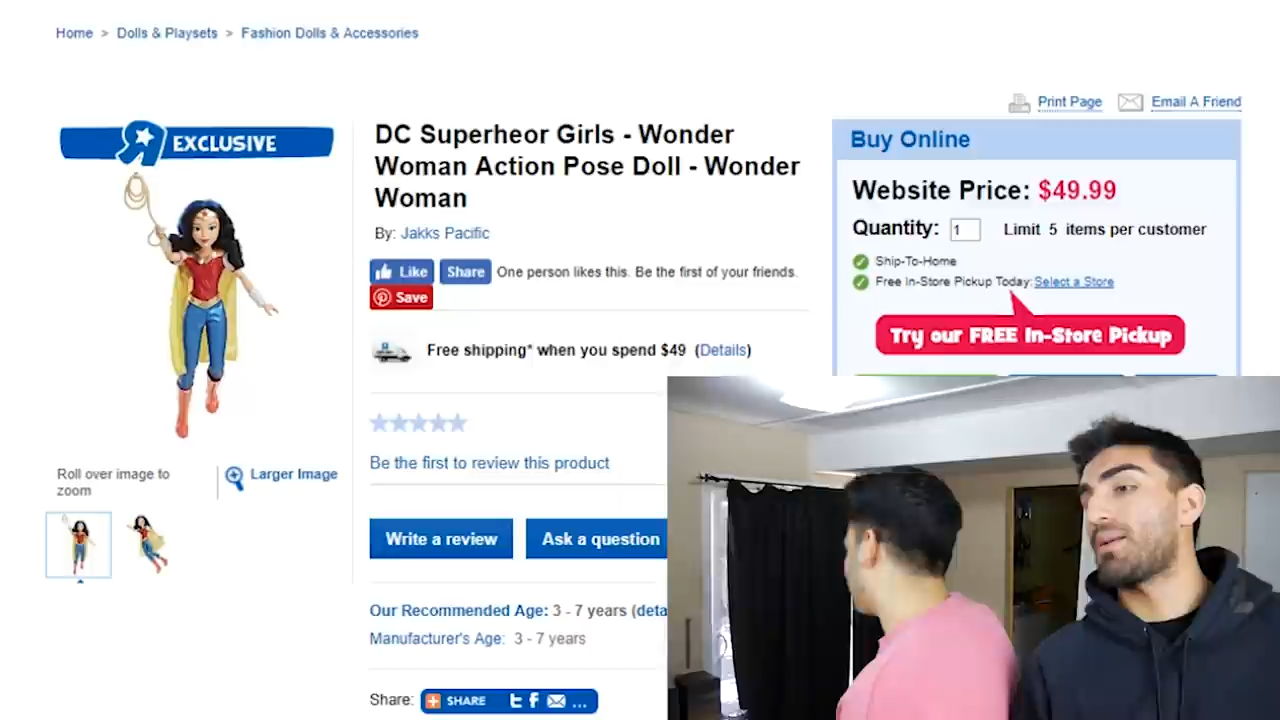 Home > Dolls & Playsets > Fashion Dolls & Accessories
Print Page
Email A Friend
EXCLUSIVE
DC Superheor Girls - Wonder
Woman Action Pose Doll - Wonder
Woman
By: Jakks Pacific
Like Share One person likes this. Be the first of your friends.
Save
Free shipping* when you spend $49 (Details)
Be the first to review this product
Write a review
Ask a question
Our Recommended Age: 3 - 7 years (deta
Manufacturer's Age: 3 - 7 years
Share: SHARE ...
Roll over image to
zoom
Larger Image
Buy Online
Website Price: $49.99
Quantity: 1 Limit 5 items per customer
Ship-To-Home
Free In-Store Pickup Today: Select a Store
Try our FREE In-Store Pickup